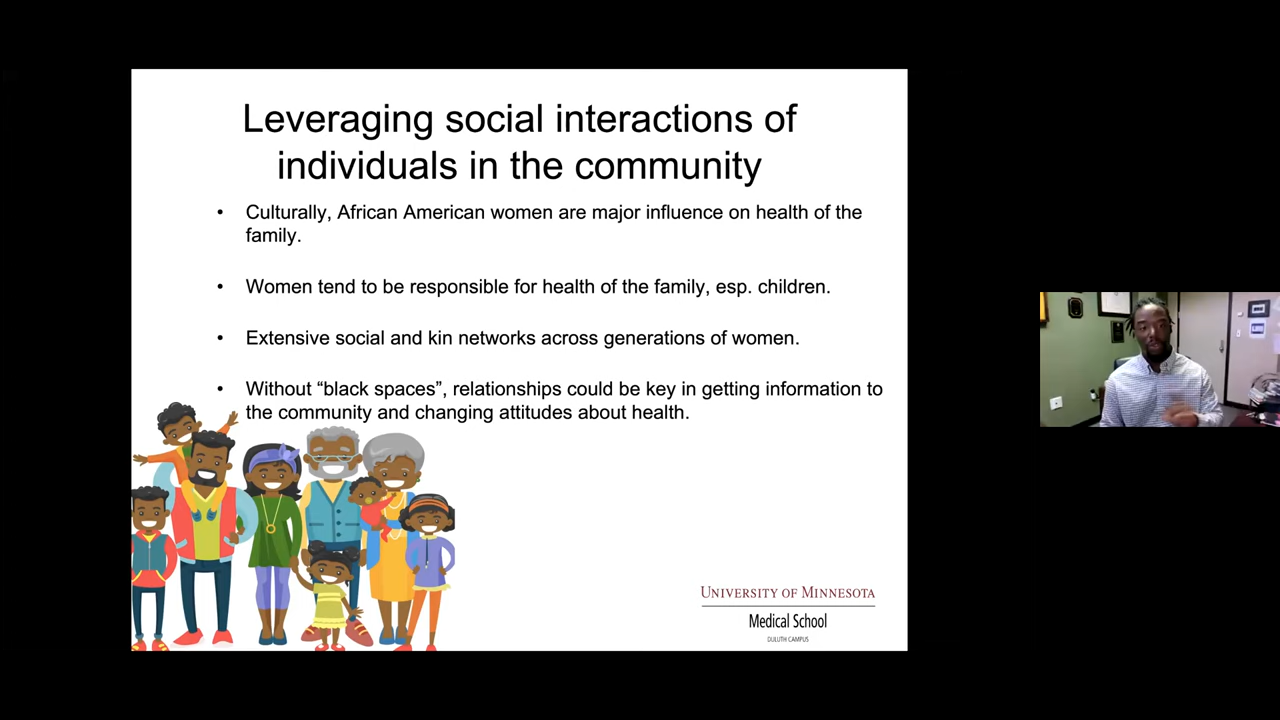 Leveraging social interactions of
individuals in the community
• Culturally, African American women are major influence on health of the
family.
• Women tend to be responsible for health of the family, esp. children.
• Extensive social and kin networks across generations of women.
• Without “black spaces”, relationships could be key in getting information to
the community and changing attitudes about health.
UNIVERSITY OF MINNESOTA
Medical School
DULUTH CAMPUS